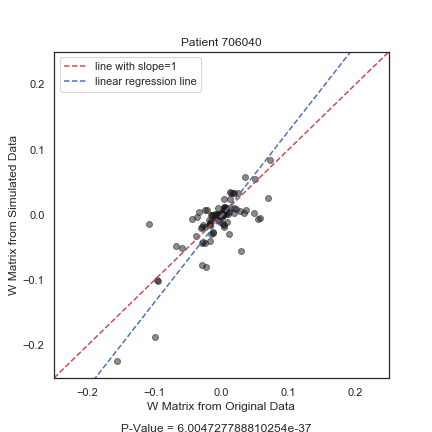 Patient 706040
line with slope=1
linear regression line
0.2
0.1
0.0
−0.1
−0.2
W Matrix from Simulated Data
−0.2 −0.1 0.0 0.1 0.2
W Matrix from Original Data
P-Value = 6.004727788810254e-37